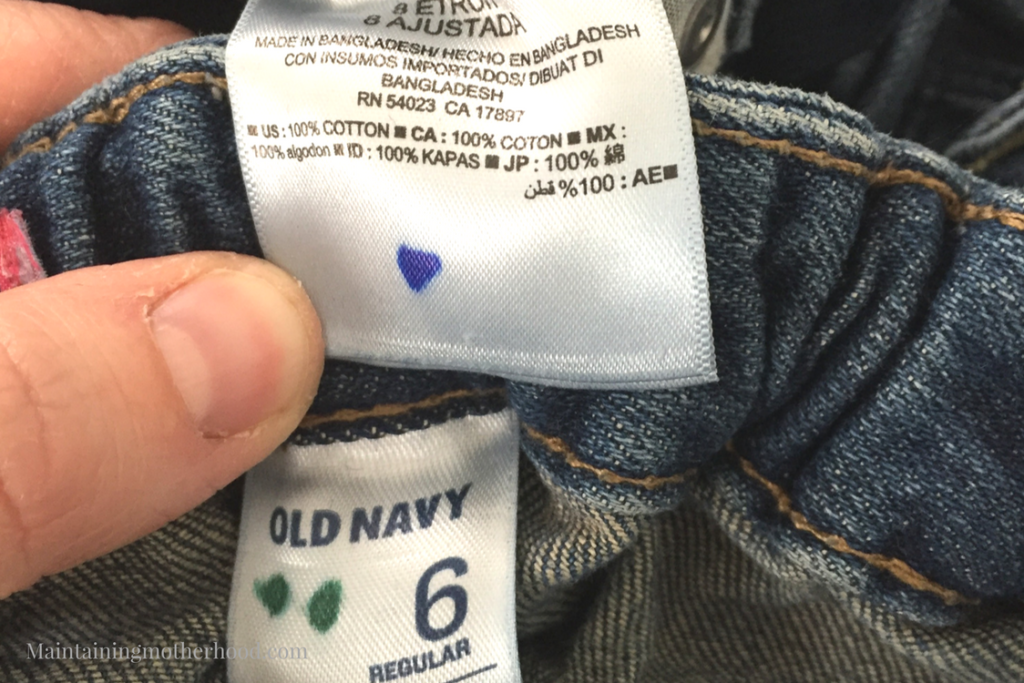 6 AJUSTADA
MADE IN BANGLADESH/ HECHO EN BANGLADESH
CON INSUMOS IMPORTADOS/ DIBUAT DI
BANGLADESH
RN 54023 CA 17897
US : 100% COTTON ■ CA : 100% COTON ■ MX :
100% algodon ■ ID : 100% KAPAS ■ JP : 100% 綿
■AE : 100% قطن
OLD NAVY
6
REGULAR
Maintainingmotherhood.com